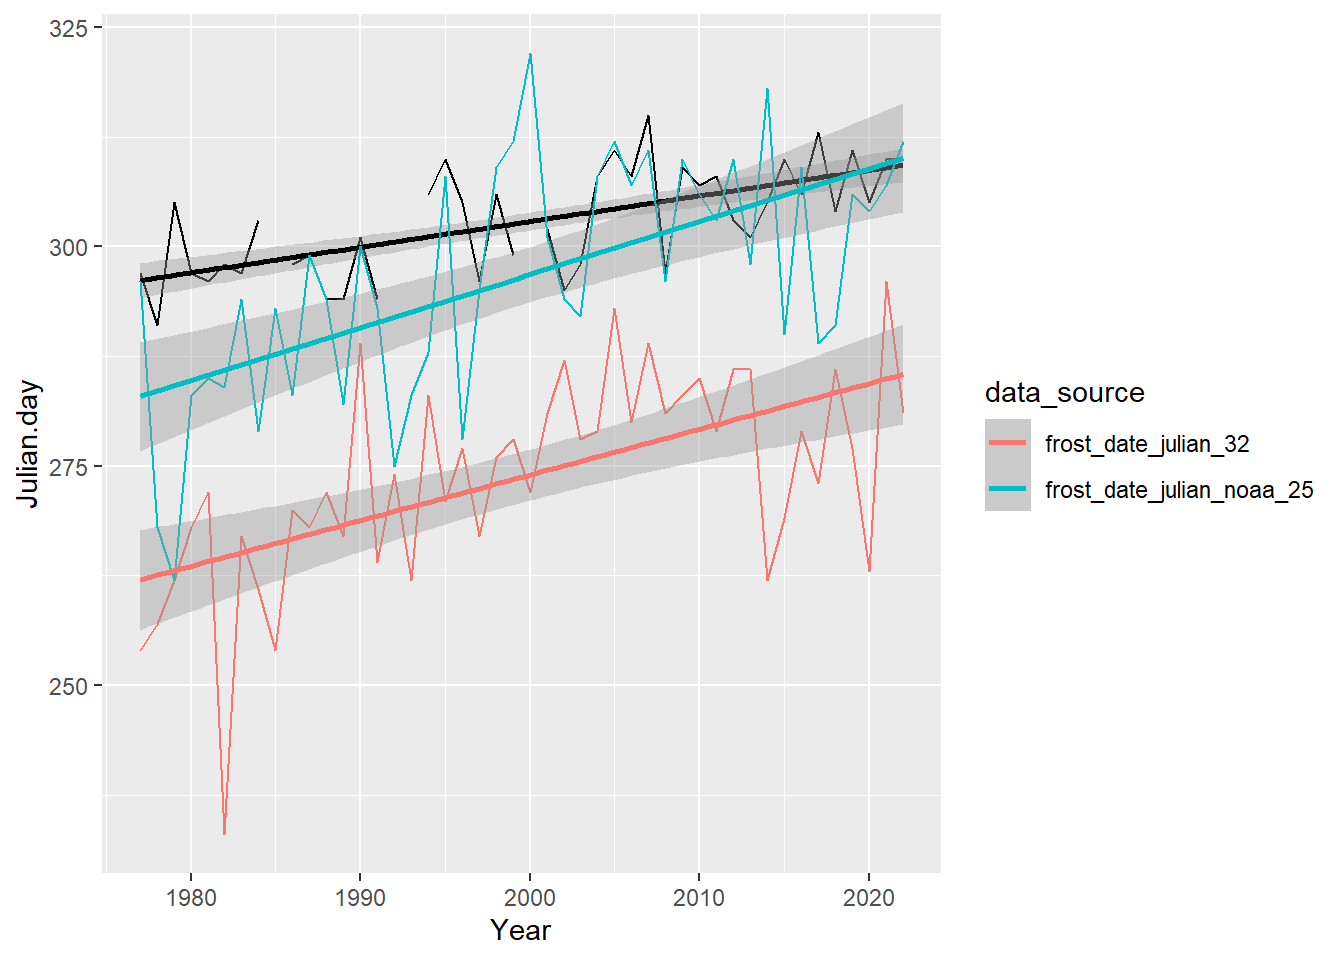 325
300
275
250
Julian.day
1980
1990
2000
2010
2020
Year
data_source
frost_date_julian_32
frost_date_julian_noaa_25